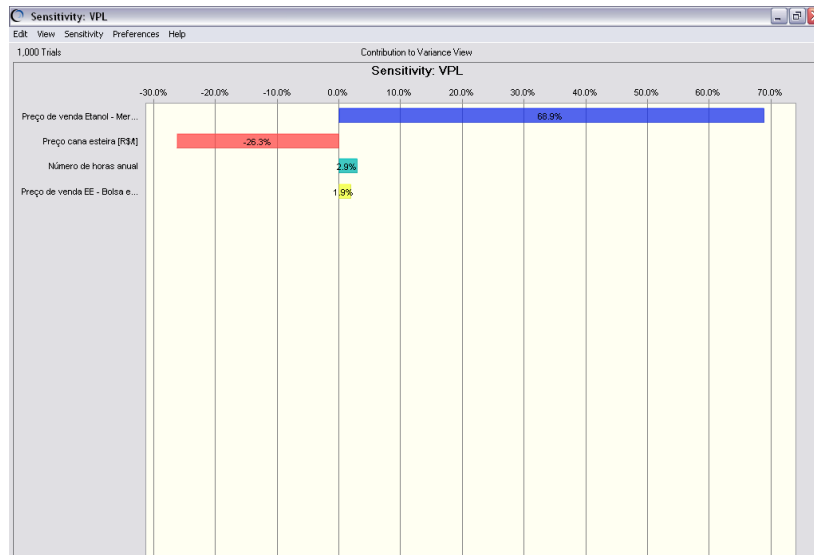 Sensitivity: VPL
Edit View Sensitivity Preferences Help
1,000 Trials Contribution to Variance View
Sensitivity: VPL
-30.0% -20.0% -10.0% 0.0% 10.0% 20.0% 30.0% 40.0% 50.0% 60.0% 70.0%
Preço de venda Etanol - Mer... 68.9%
Preço cana esteira [R$/t] -26.3%
Número de horas anual 2.9%
Preço de venda EE - Bolsa e... 1.9%